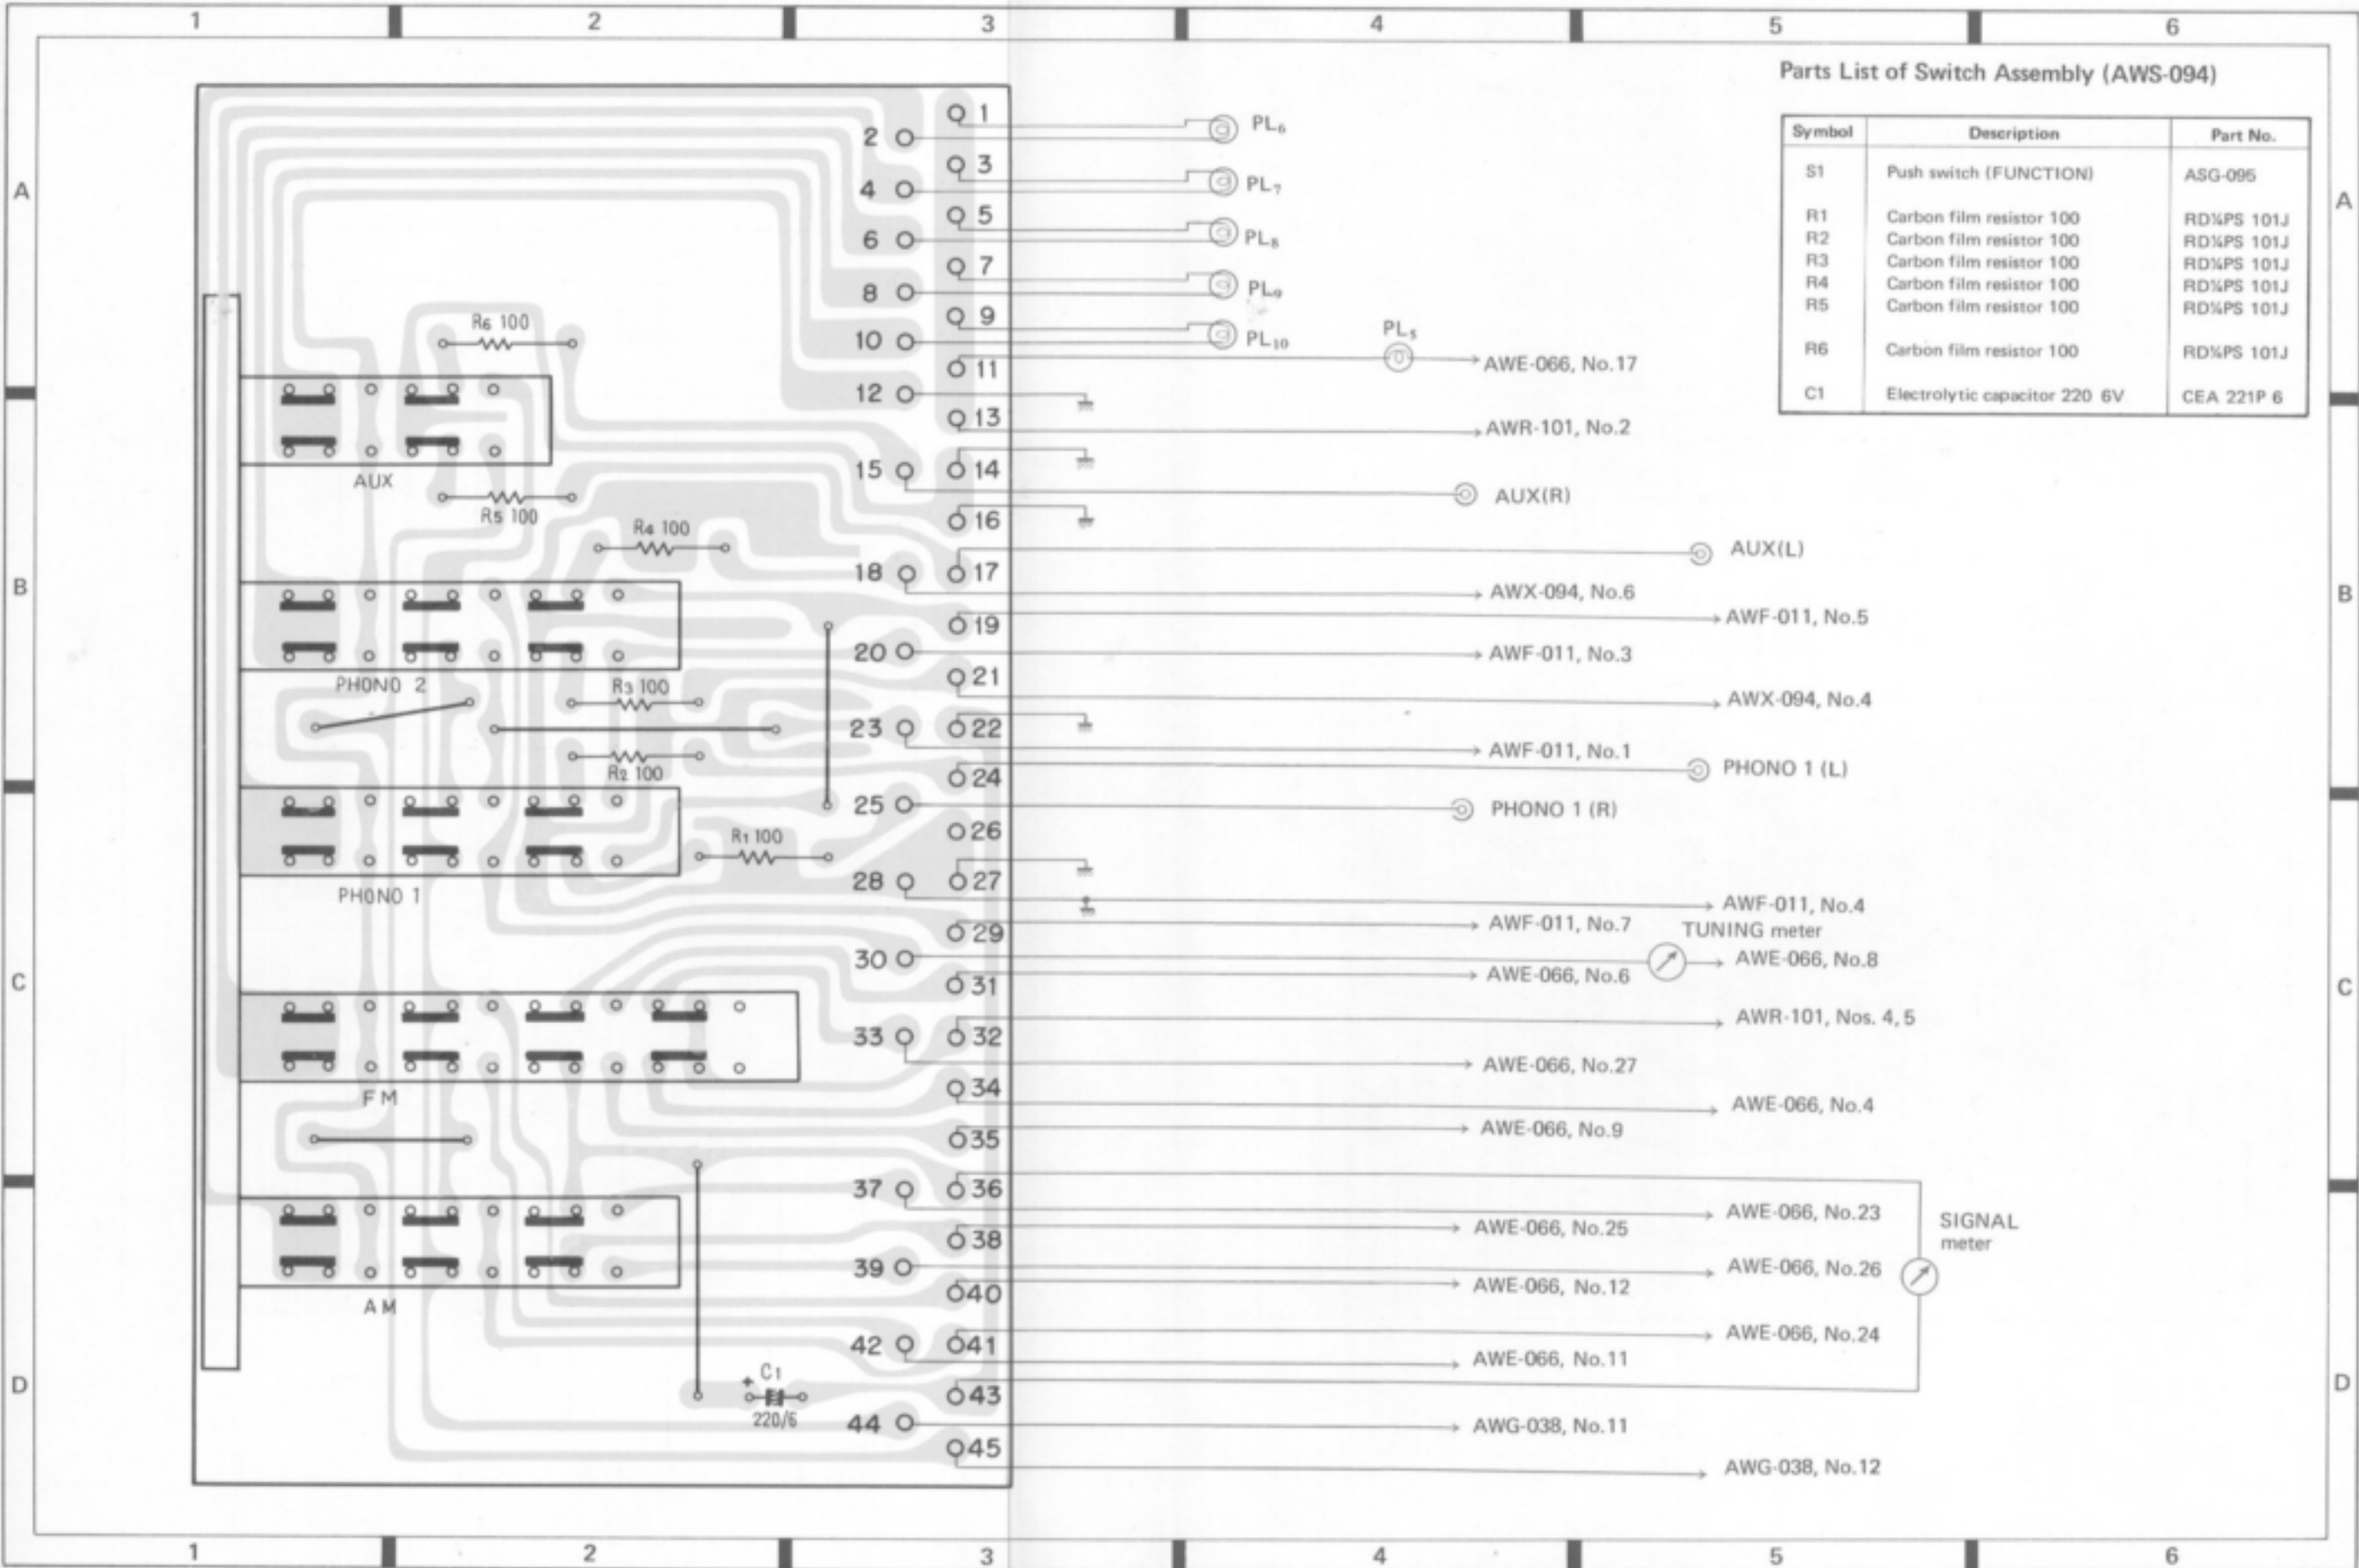 1 2 3 4 5 6
Parts List of Switch Assembly (AWS-094)
Symbol Description Part No.
S1 Push switch (FUNCTION) ASG-095
R1 Carbon film resistor 100 RD¼PS 101J
R2 Carbon film resistor 100 RD¼PS 101J
R3 Carbon film resistor 100 RD¼PS 101J
R4 Carbon film resistor 100 RD¼PS 101J
R5 Carbon film resistor 100 RD¼PS 101J
R6 Carbon film resistor 100 RD¼PS 101J
C1 Electrolytic capacitor 220 6V CEA 221P 6
A A
1
2 PL₆
3
4 PL₇
5
6 PL₈
7
8 PL₉
9
10 PL₁₀
PL₅
11 AWE-066, No.17
12
13 AWR-101, No.2
14
15 AUX(R)
16
17 AUX(L)
18 AWX-094, No.6
19 AWF-011, No.5
20 AWF-011, No.3
21 AWX-094, No.4
22
23 AWF-011, No.1
24 PHONO 1 (L)
25 PHONO 1 (R)
26
27
28 AWF-011, No.4
29 AWF-011, No.7
TUNING meter
30 AWE-066, No.8
31 AWE-066, No.6
32 AWR-101, Nos. 4, 5
33 AWE-066, No.27
34 AWE-066, No.4
35 AWE-066, No.9
36
37 AWE-066, No.23
38 AWE-066, No.25
SIGNAL
meter
39 AWE-066, No.26
40 AWE-066, No.12
41 AWE-066, No.24
42 AWE-066, No.11
43
44 AWG-038, No.11
45 AWG-038, No.12
R6 100
AUX
R5 100
R4 100
B B
PHONO 2
R3 100
R2 100
R1 100
PHONO 1
C C
FM
AM
D D
+ C1
220/6
1 2 3 4 5 6